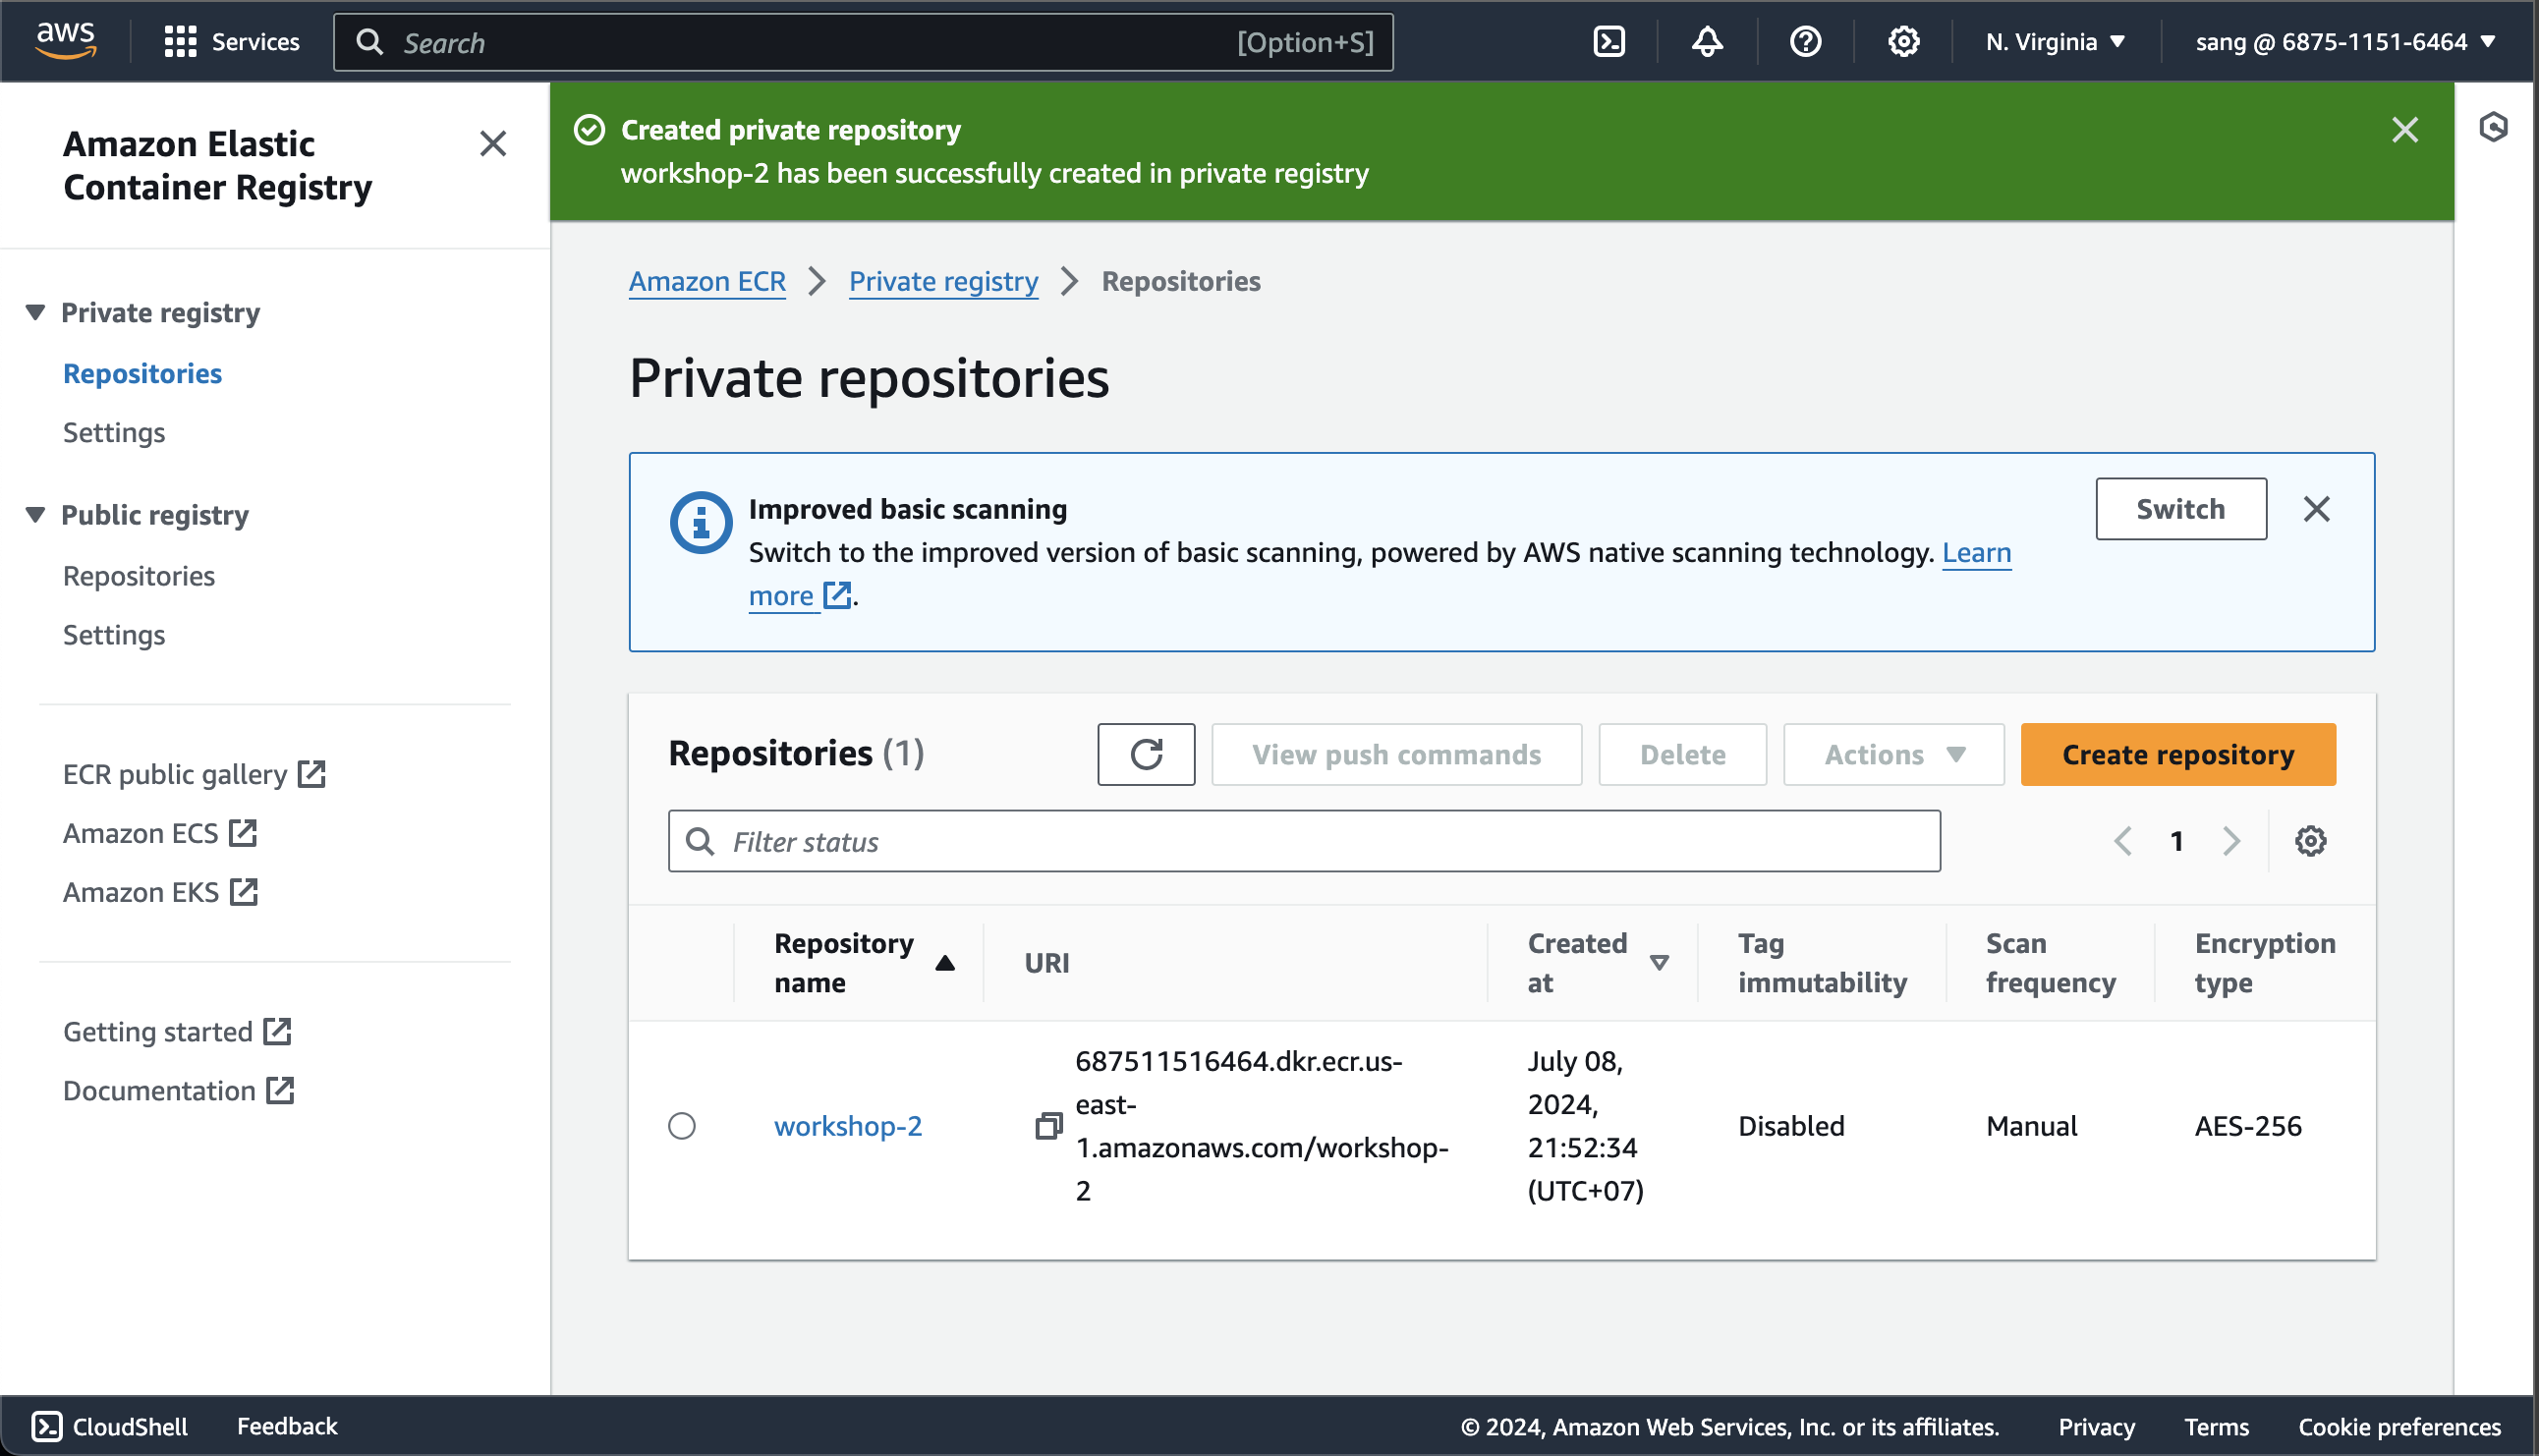 aws
Services
Search
[Option+S]
N. Virginia
sang @ 6875-1151-6464
Amazon Elastic
Container Registry
Private registry
Repositories
Settings
Public registry
Repositories
Settings
ECR public gallery
Amazon ECS
Amazon EKS
Getting started
Documentation
Created private repository
workshop-2 has been successfully created in private registry
Amazon ECR
Private registry
Repositories
Private repositories
Improved basic scanning
Switch to the improved version of basic scanning, powered by AWS native scanning technology. Learn
more .
Switch
Repositories (1)
View push commands
Delete
Actions
Create repository
Filter status
1
Repository
name
URI
Created
at
Tag
immutability
Scan
frequency
Encryption
type
workshop-2
687511516464.dkr.ecr.us-
east-
1.amazonaws.com/workshop-
2
July 08,
2024,
21:52:34
(UTC+07)
Disabled
Manual
AES-256
CloudShell
Feedback
© 2024, Amazon Web Services, Inc. or its affiliates.
Privacy
Terms
Cookie preferences